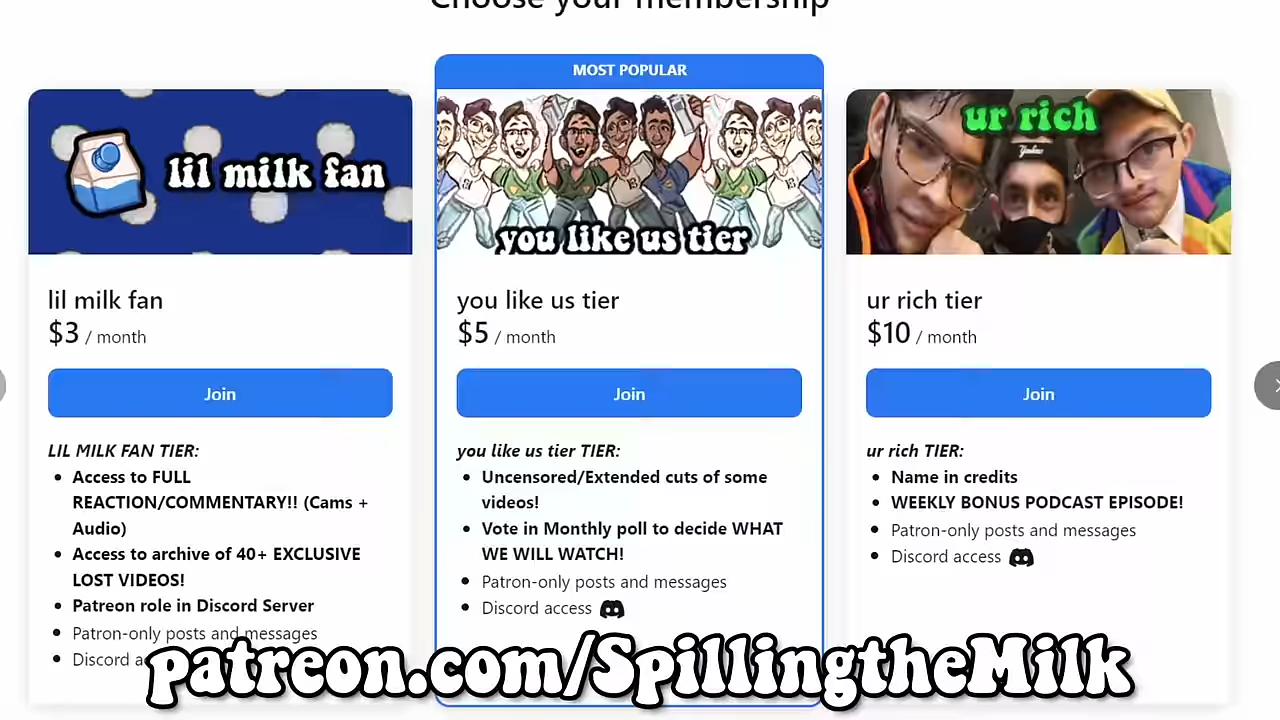 Choose your membership
MOST POPULAR
lil milk fan
you like us tier
ur rich
lil milk fan
$3 / month
Join
LIL MILK FAN TIER:
Access to FULL
REACTION/COMMENTARY!! (Cams +
Audio)
Access to archive of 40+ EXCLUSIVE
LOST VIDEOS!
Patreon role in Discord Server
Patron-only posts and messages
Discord a
you like us tier
$5 / month
Join
you like us tier TIER:
Uncensored/Extended cuts of some
videos!
Vote in Monthly poll to decide WHAT
WE WILL WATCH!
Patron-only posts and messages
Discord access
ur rich tier
$10 / month
Join
ur rich TIER:
Name in credits
WEEKLY BONUS PODCAST EPISODE!
Patron-only posts and messages
Discord access
patreon.com/SpillingtheMilk